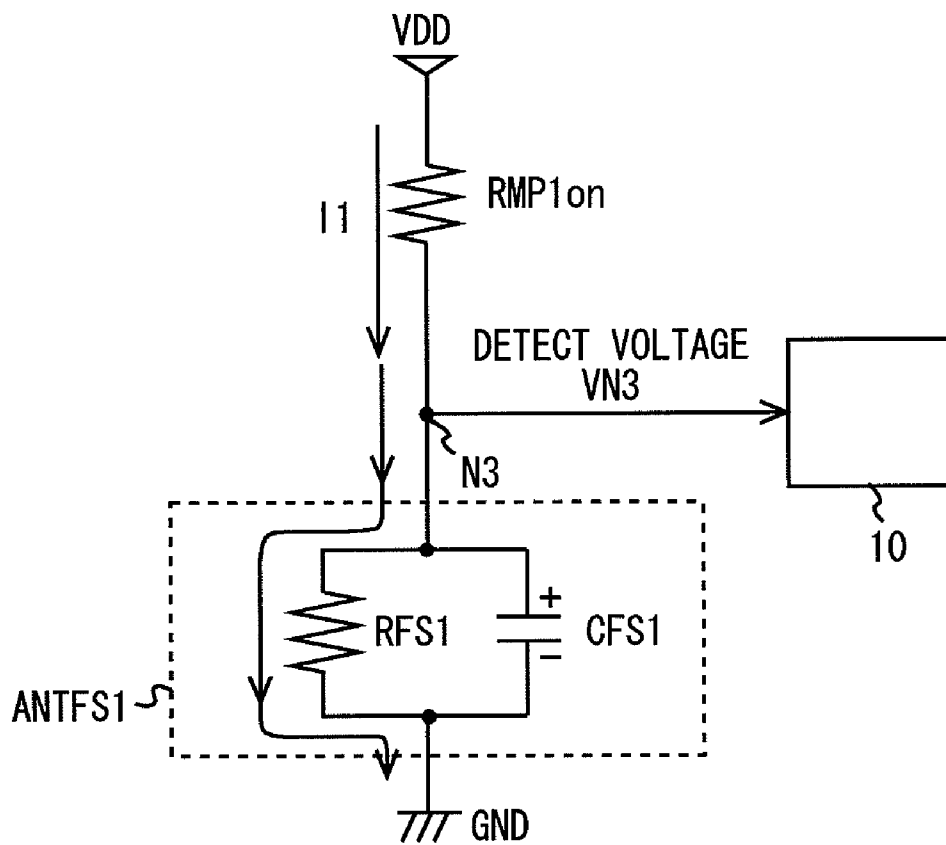 VDD
RMP1on
I1
DETECT VOLTAGE
VN3
N3
10
+
RFS1
CFS1
−
ANTFS1
GND